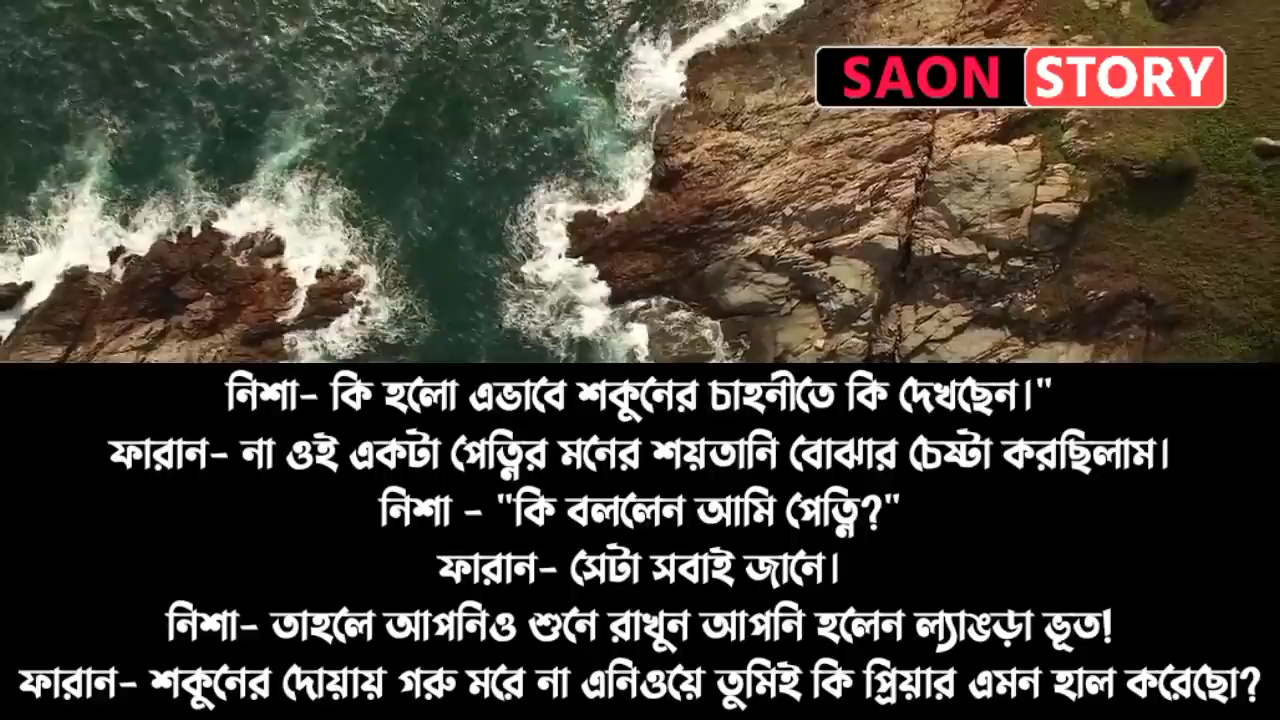 SAON STORY
নিশা- কি হলো এভাবে শকুনের চাহনীতে কি দেখছেন।"
ফারান- না ওই একটা পেত্নির মনের শয়তানি বোঝার চেষ্টা করছিলাম।
নিশা - "কি বললেন আমি পেত্নি?"
ফারান- সেটা সবাই জানে।
নিশা- তাহলে আপনিও শুনে রাখুন আপনি হলেন ল্যাঙড়া ভূত!
ফারান- শকুনের দোয়ায় গরু মরে না এনিওয়ে তুমিই কি প্রিয়ার এমন হাল করেছো?